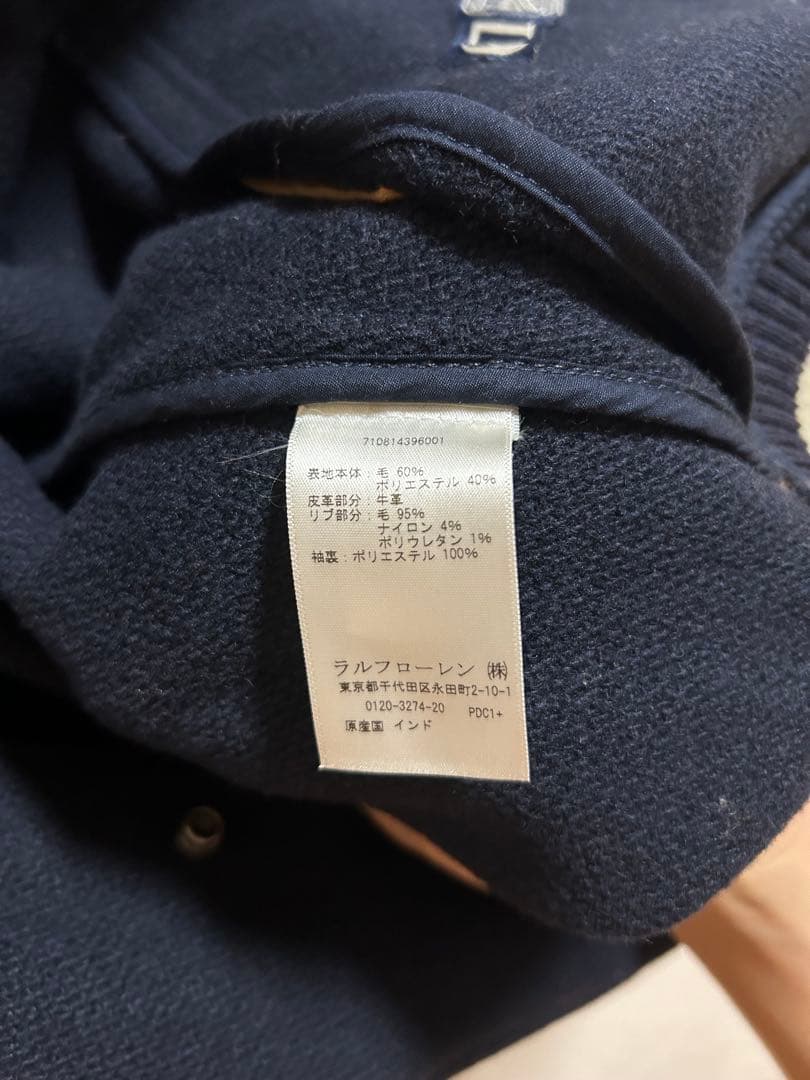 710814396001
表地本体：毛 60%
ポリエステル 40%
皮革部分：牛革
リブ部分：毛 95%
ナイロン 4%
ポリウレタン 1%
袖裏：ポリエステル 100%
ラルフローレン ㈱
東京都千代田区永田町2-10-1
0120-3274-20 PDC1+
原産国 インド